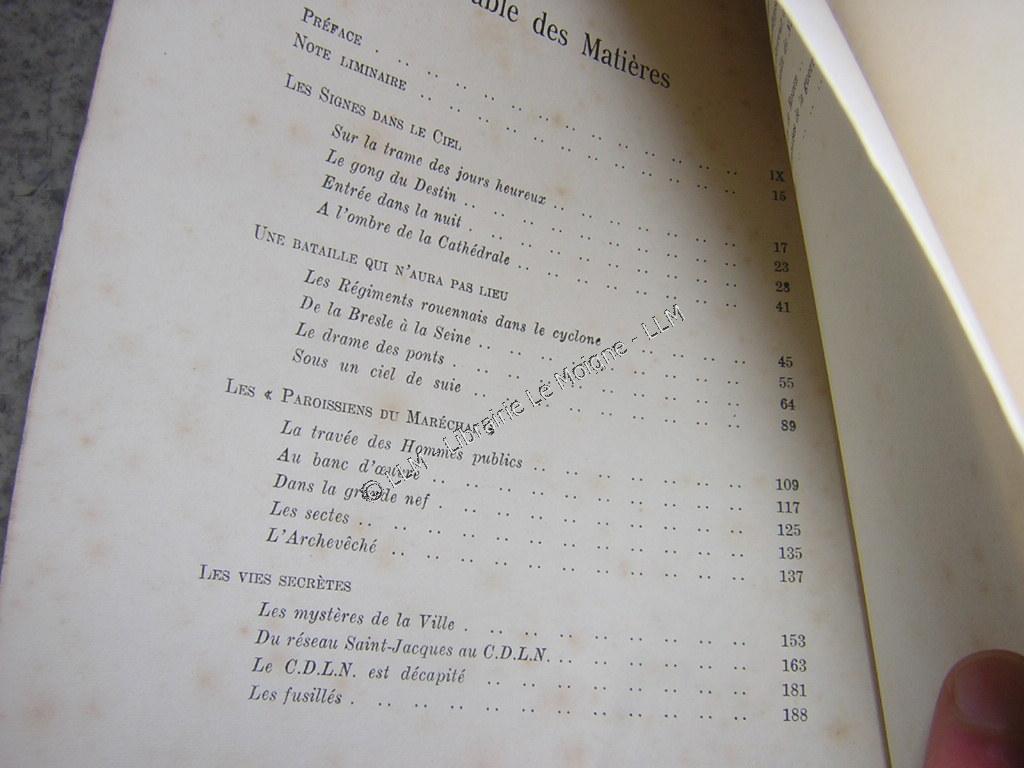 able des Matières
PRÉFACE .. .. .. .. .. .. .. .. .. IX
NOTE LIMINAIRE .. .. .. .. .. .. .. .. 15
LES SIGNES DANS LE CIEL
Sur la trame des jours heureux .. .. .. .. .. 17
Le gong du Destin .. .. .. .. .. .. .. 23
Entrée dans la nuit .. .. .. .. .. .. .. 28
A l'ombre de la Cathédrale .. .. .. .. .. .. 41
UNE BATAILLE QUI N'AURA PAS LIEU
Les Régiments rouennais dans le cyclone .. .. .. 45
De la Bresle à la Seine .. .. .. .. .. .. 55
Le drame des ponts .. .. .. .. .. .. .. 64
Sous un ciel de suie .. .. .. .. .. .. .. 89
LES « PAROISSIENS DU MARÉCHAL »
La travée des Hommes publics .. .. .. .. .. 109
Au banc d'œuvre .. .. .. .. .. .. .. 117
Dans la grande nef .. .. .. .. .. .. .. 125
Les sectes .. .. .. .. .. .. .. .. .. 135
L'Archevêché .. .. .. .. .. .. .. .. 137
LES VIES SECRÈTES
Les mystères de la Ville .. .. .. .. .. .. 153
Du réseau Saint-Jacques au C.D.L.N. .. .. .. .. 163
Le C.D.L.N. est décapité .. .. .. .. .. .. 181
Les fusillés .. .. .. .. .. .. .. .. .. 188
© LLM - Librairie Le Moigne - LLM